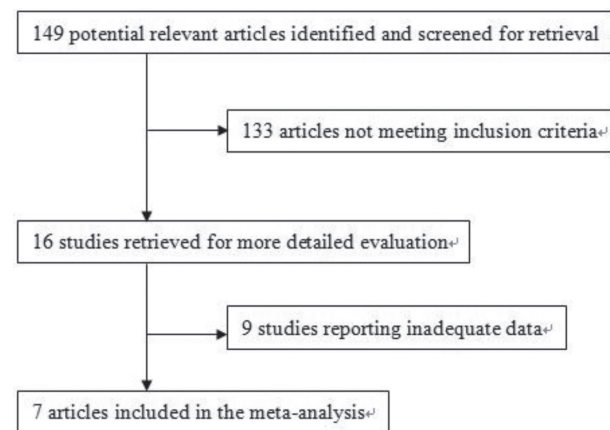 149 potential relevant articles identified and screened for retrieval
133 articles not meeting inclusion criteria↵
16 studies retrieved for more detailed evaluation↵
9 studies reporting inadequate data↵
7 articles included in the meta-analysis↵